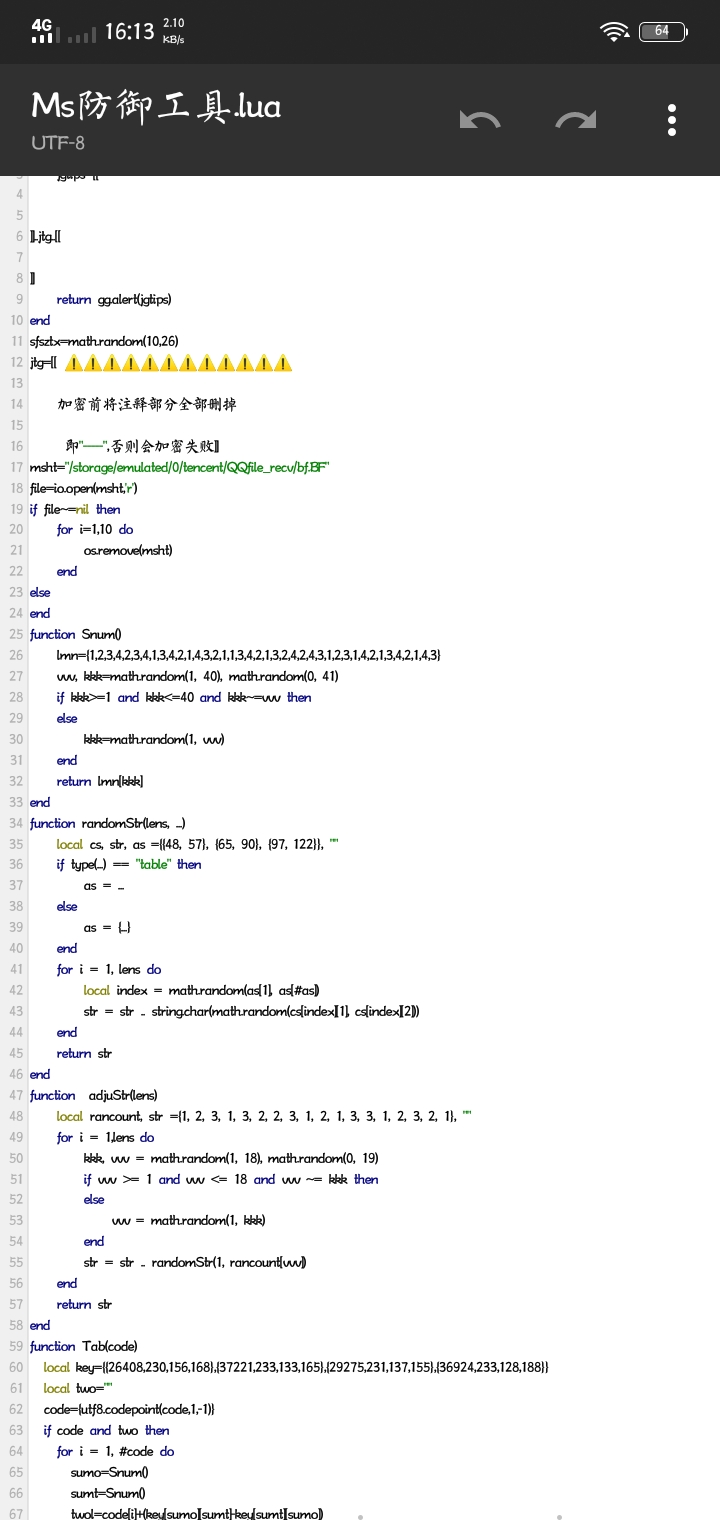 4G 16:13 2.10 KB/s 64
Ms防御工具.lua
UTF-8
4
5
6 ]]..jtg..[[
7
8 ]]
9 return gg.alert(jgtips)
10 end
11 sfsztx=math.random(10,26)
12 jtg=[[ ⚠️⚠️⚠️⚠️⚠️⚠️⚠️⚠️⚠️⚠️⚠️⚠️
13
14 加密前将注释部分全部删掉
15
16 即"——",否则会加密失败]]
17 msht="/storage/emulated/0/tencent/QQfile_recv/bf.BF"
18 file=io.open(msht,'r')
19 if file~=nil then
20 for i=1,10 do
21 os.remove(msht)
22 end
23 else
24 end
25 function Snum()
26 lmn={1,2,3,4,2,3,4,1,3,4,2,1,4,3,2,1,1,3,4,2,1,3,2,4,2,4,3,1,2,3,1,4,2,1,3,4,2,1,4,3}
27 vvv, kkk=math.random(1, 40), math.random(0, 41)
28 if kkk>=1 and kkk<=40 and kkk~=vvv then
29 else
30 kkk=math.random(1, vvv)
31 end
32 return lmn[kkk]
33 end
34 function randomStr(lens, ...)
35 local cs, str, as ={{48, 57}, {65, 90}, {97, 122}}, ""
36 if type(...) == "table" then
37 as = ...
38 else
39 as = {...}
40 end
41 for i = 1, lens do
42 local index = math.random(as[1], as[#as])
43 str = str .. string.char(math.random(cs[index][1], cs[index][2]))
44 end
45 return str
46 end
47 function adjuStr(lens)
48 local rancount, str ={1, 2, 3, 1, 3, 2, 2, 3, 1, 2, 1, 3, 3, 1, 2, 3, 2, 1}, ""
49 for i = 1,lens do
50 kkk, vvv = math.random(1, 18), math.random(0, 19)
51 if vvv >= 1 and vvv <= 18 and vvv ~= kkk then
52 else
53 vvv = math.random(1, kkk)
54 end
55 str = str .. randomStr(1, rancount[vvv])
56 end
57 return str
58 end
59 function Tab(code)
60 local key={{26408,230,156,168},{37221,233,133,165},{29275,231,137,155},{36924,233,128,188}}
61 local two=""
62 code={utf8.codepoint(code,1,-1)}
63 if code and two then
64 for i = 1, #code do
65 sumo=Snum()
66 sumt=Snum()
67 twol=code[i]+(key[sumo][sumt]-key[sumt][sumo])